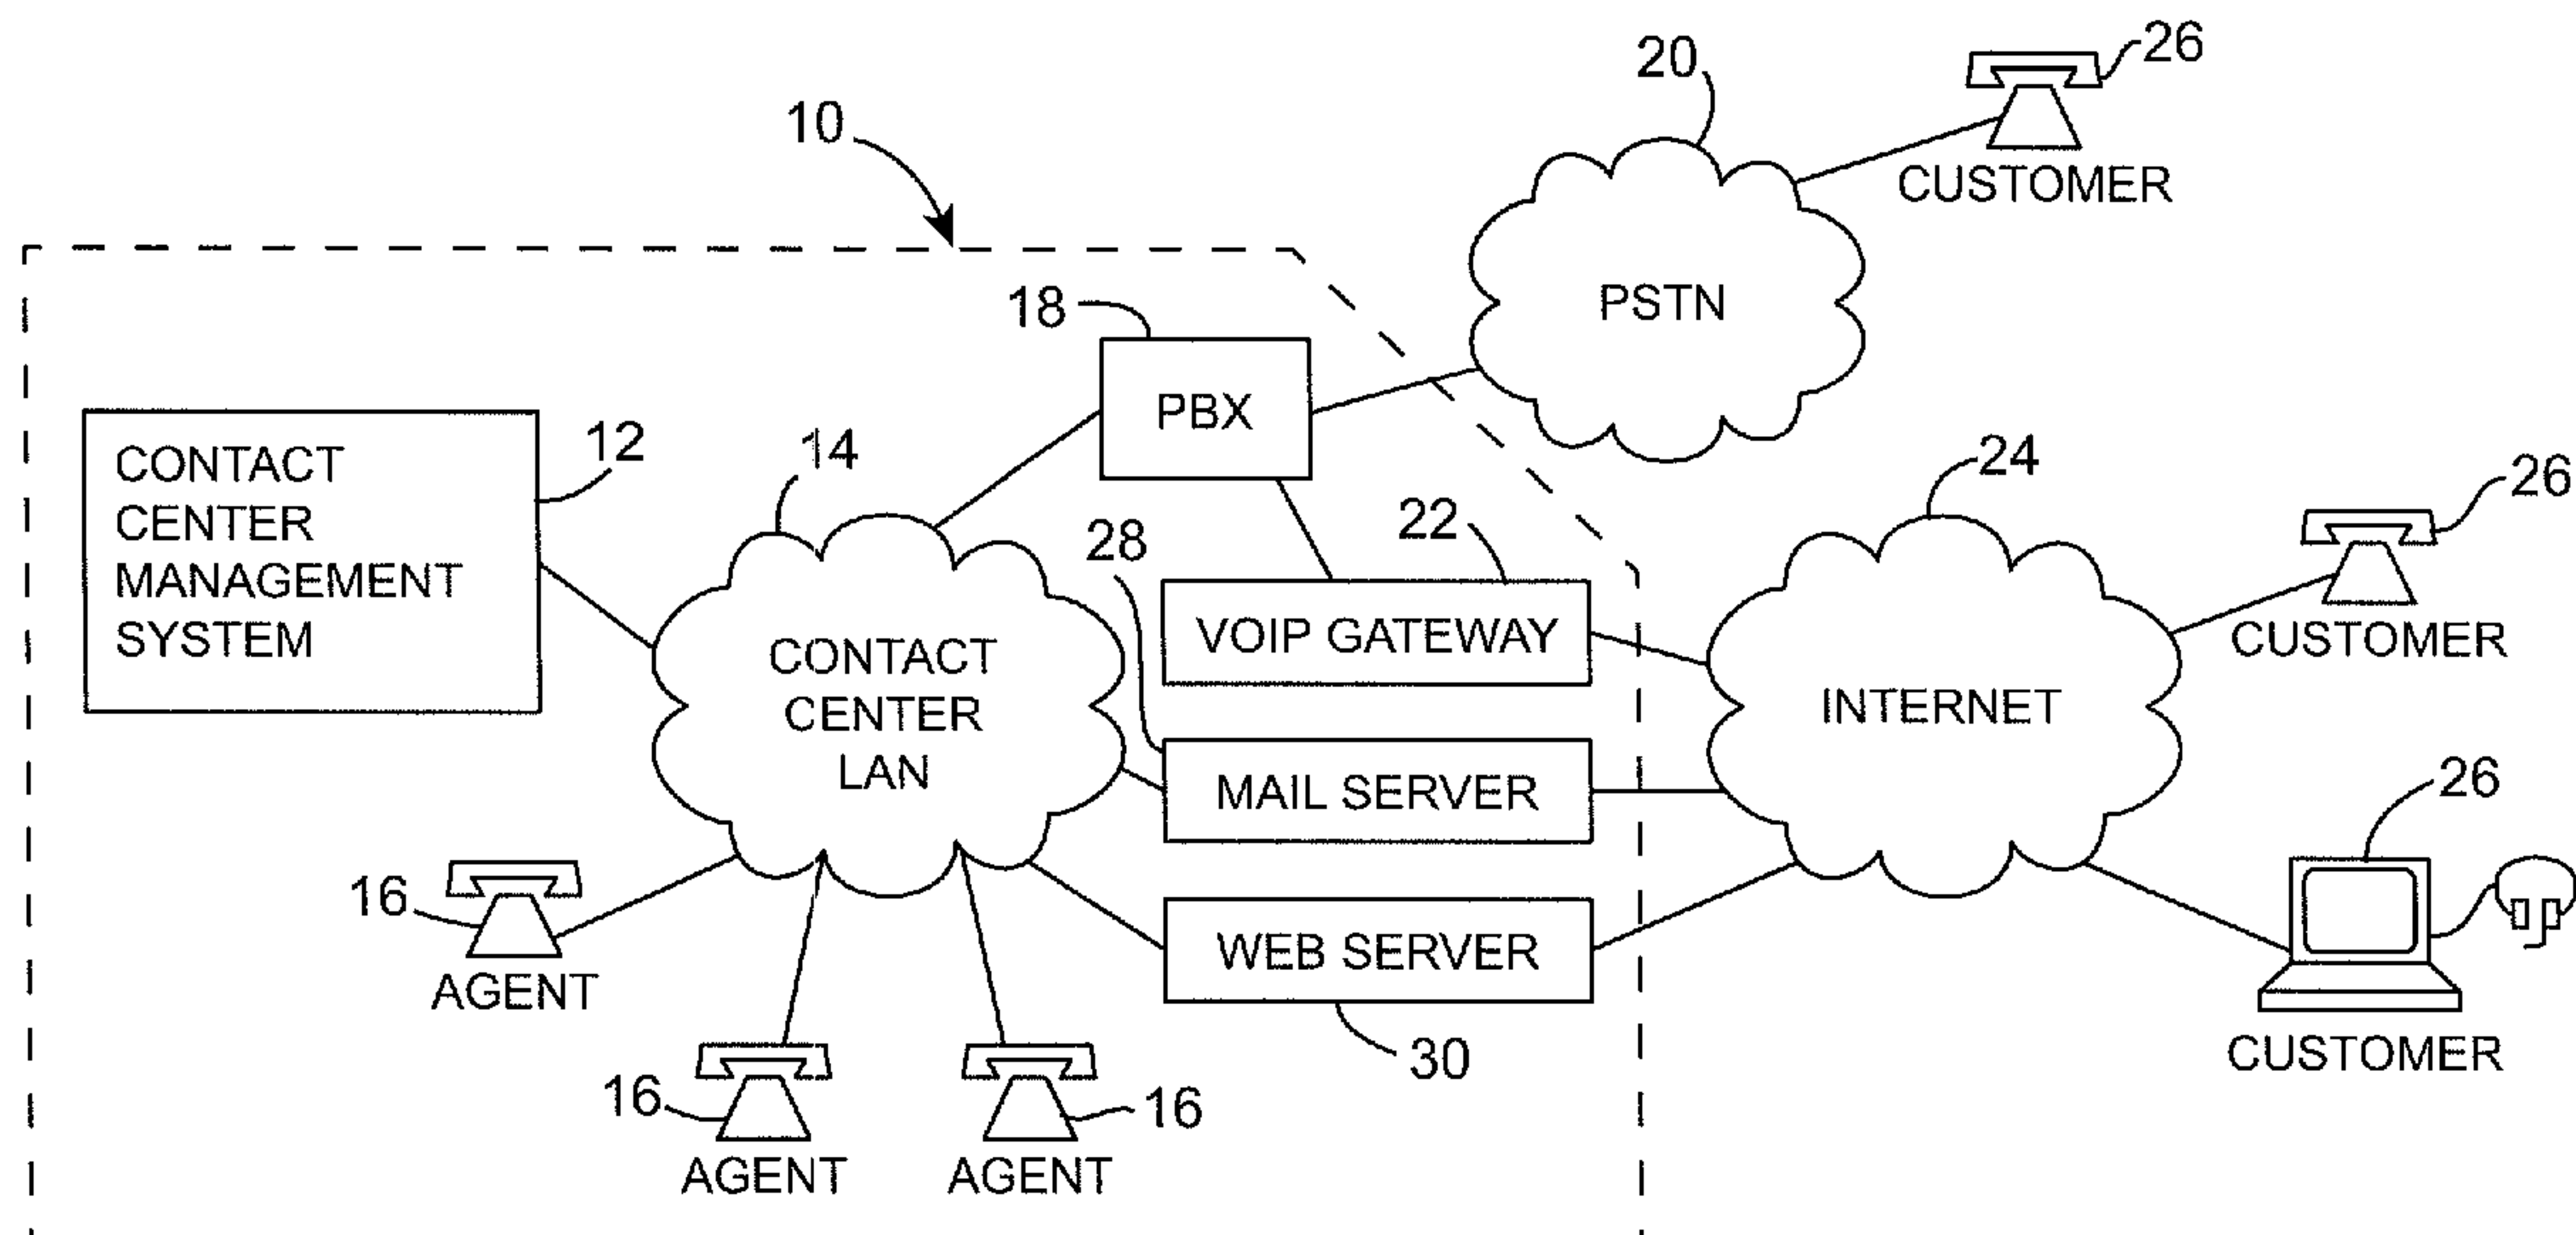 26
20
10
CUSTOMER
PSTN
18
PBX
12
CONTACT
CENTER
MANAGEMENT
SYSTEM
14
24
26
28
22
VOIP GATEWAY
CUSTOMER
CONTACT
CENTER
LAN
INTERNET
MAIL SERVER
26
16
WEB SERVER
AGENT
30
CUSTOMER
16
16
AGENT
AGENT